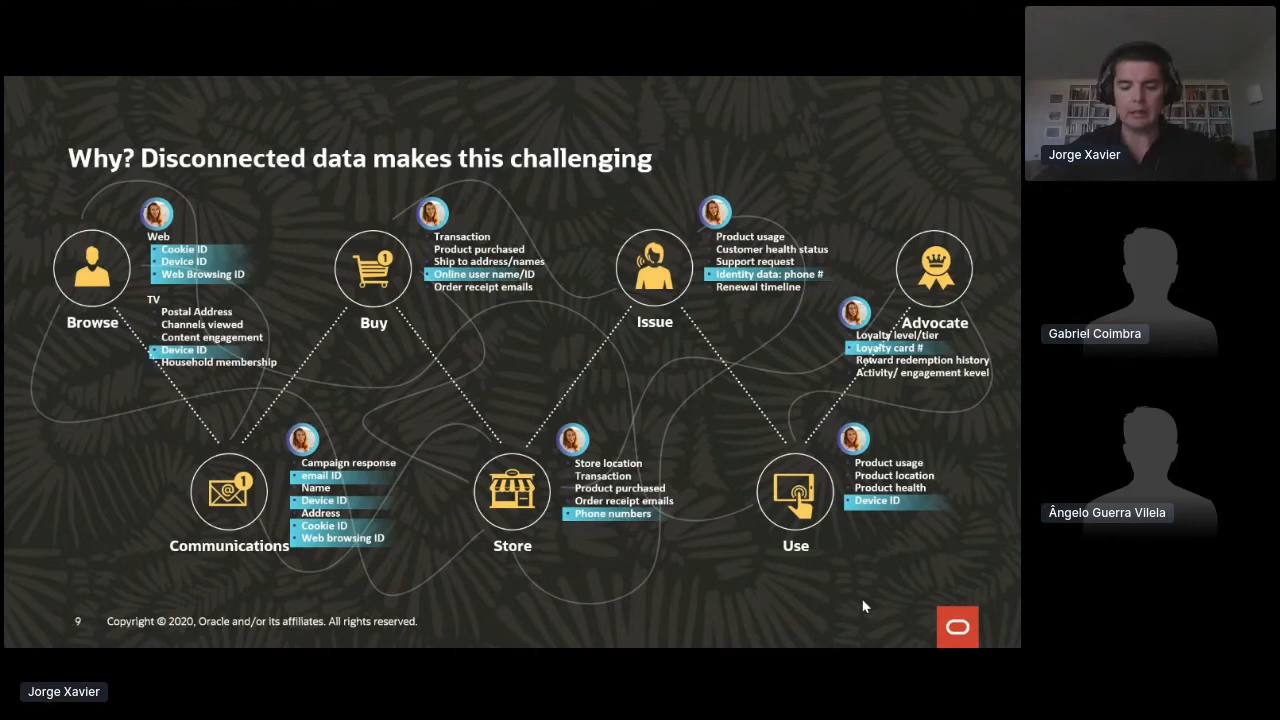 Why? Disconnected data makes this challenging
Web
Cookie ID
Device ID
Web Browsing ID
TV
Postal Address
Channels viewed
Content engagement
Device ID
Household membership
Browse
Transaction
Product purchased
Ship to address/names
Online user name/ID
Order receipt emails
Buy
Product usage
Customer health status
Support request
Identity data: phone #
Renewal timeline
Issue
Advocate
Loyalty level/tier
Loyalty card #
Reward redemption history
Activity/ engagement kevel
Campaign response
email ID
Name
Device ID
Address
Cookie ID
Web browsing ID
Communications
Store location
Transaction
Product purchased
Order receipt emails
Phone numbers
Store
Product usage
Product location
Product health
Device ID
Use
9 Copyright © 2020, Oracle and/or its affiliates. All rights reserved.
Jorge Xavier
Gabriel Coimbra
Ângelo Guerra Vilela
Jorge Xavier